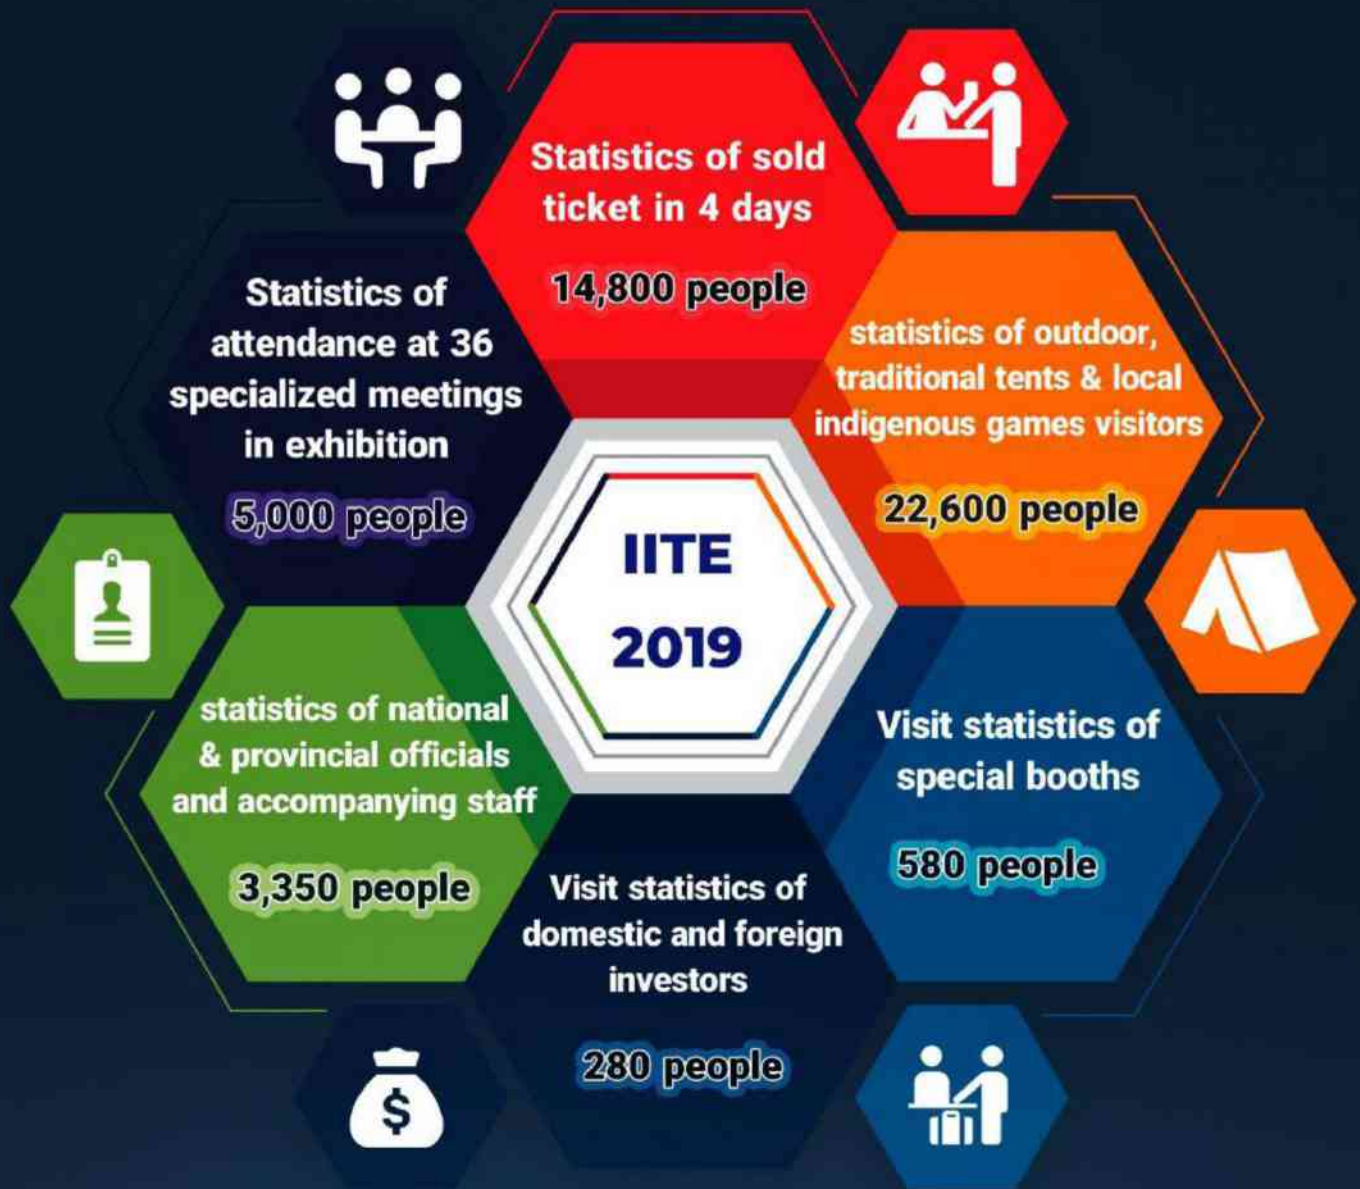 Statistics of sold
ticket in 4 days
14,800 people
statistics of outdoor,
traditional tents & local
indigenous games visitors
22,600 people
Visit statistics of
special booths
580 people
Visit statistics of
domestic and foreign
investors
280 people
statistics of national
& provincial officials
and accompanying staff
3,350 people
Statistics of
attendance at 36
specialized meetings
in exhibition
5,000 people
IITE
2019
$